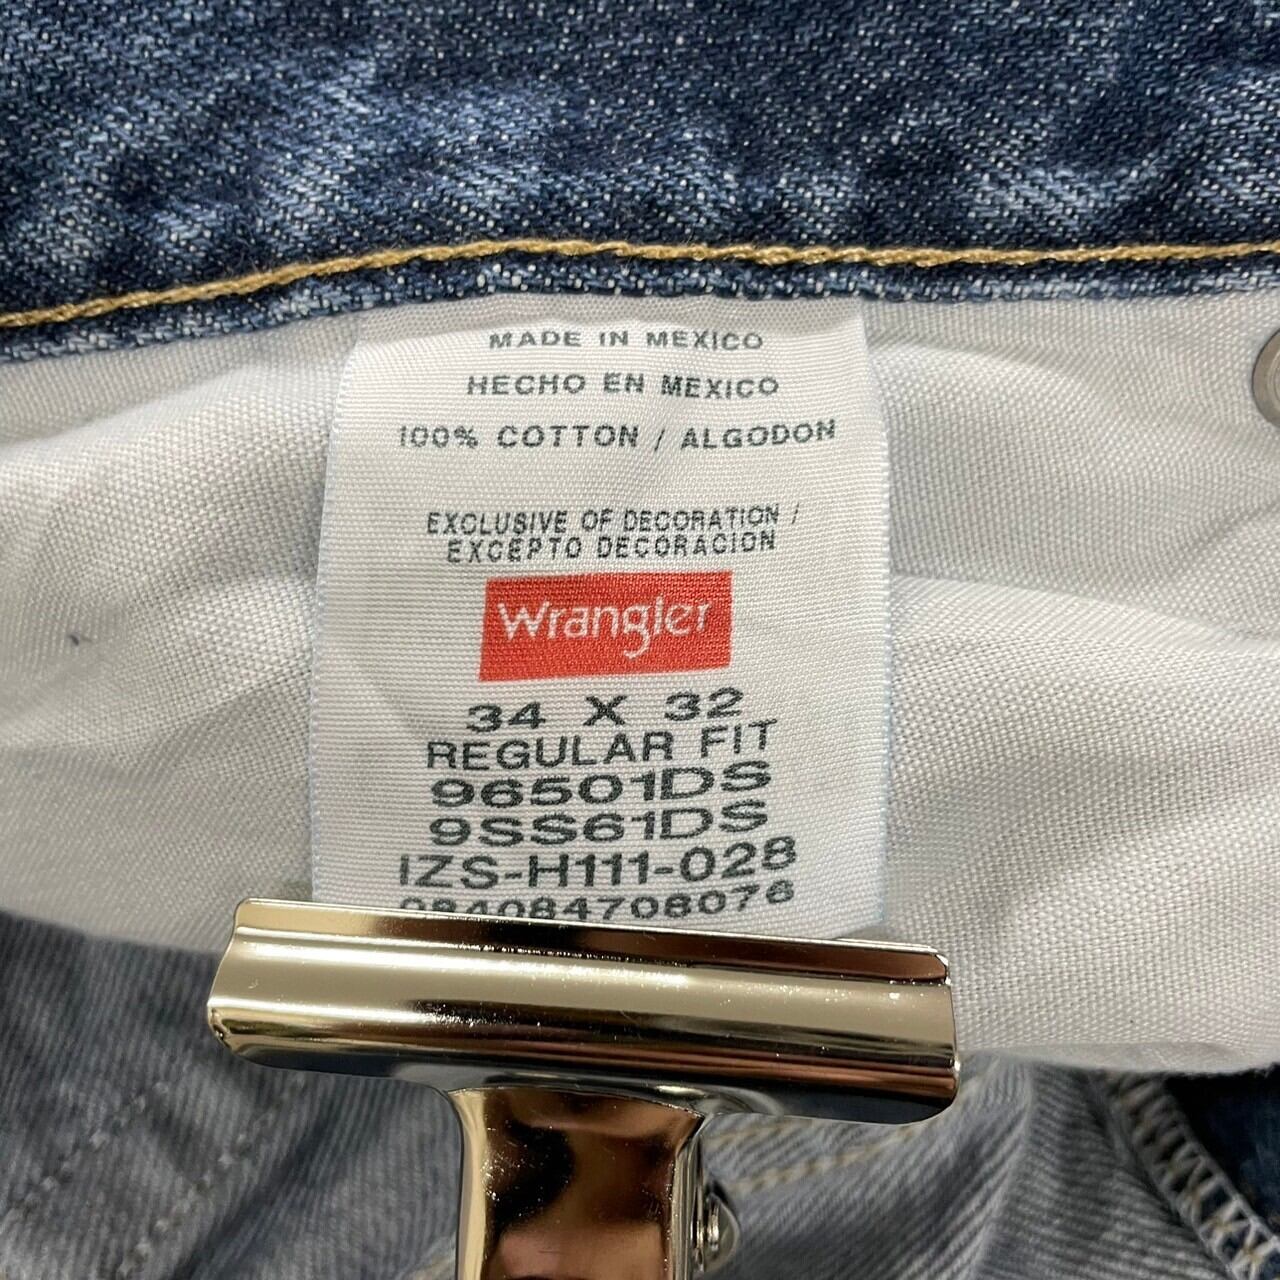 MADE IN MEXICO
HECHO EN MEXICO
100% COTTON / ALGODON
EXCLUSIVE OF DECORATION /
EXCEPTO DECORACION
Wrangler
34 X 32
REGULAR FIT
96501DS
9SS61DS
IZS-H111-028
084084708076